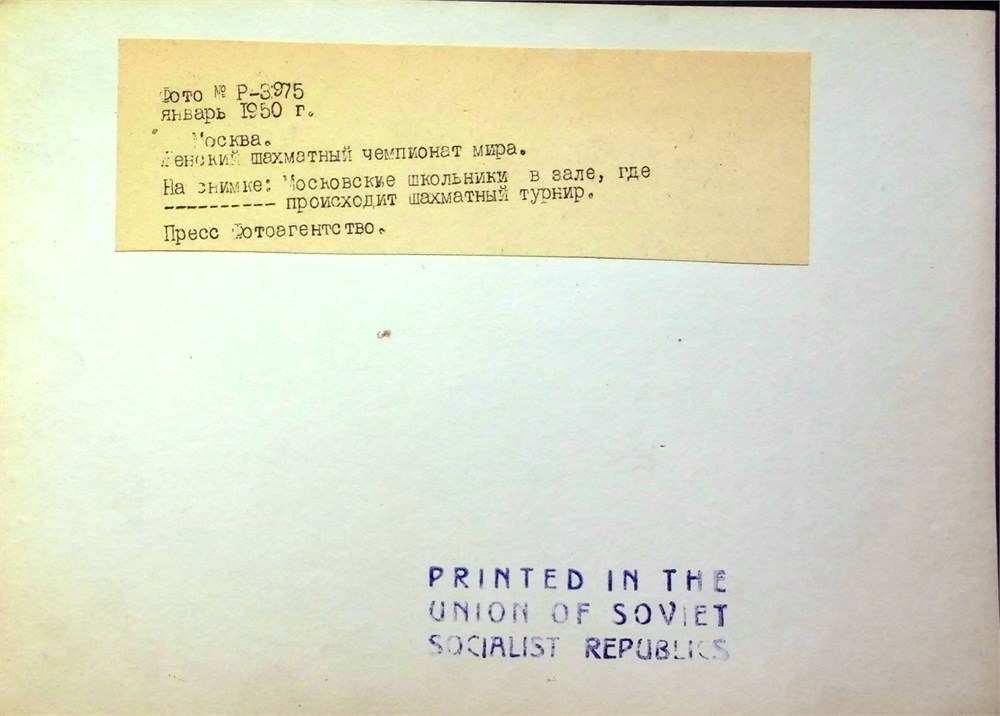 Фото № Р-3975
январь 1950 г.
Москва.
Женский шахматный чемпионат мира.
На снимке: Московские школьники в зале, где
---------- происходит шахматный турнир.
Пресс Фотоагентство.
PRINTED IN THE
UNION OF SOVIET
SOCIALIST REPUBLICS